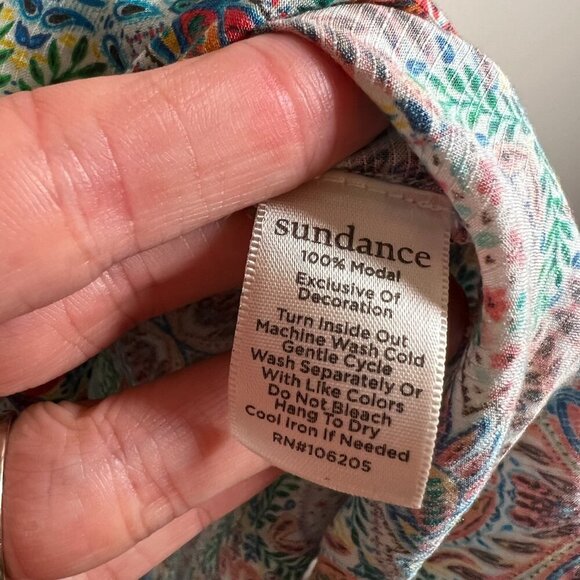 sundance
100% Modal
Exclusive Of
Decoration
Turn Inside Out
Machine Wash Cold
Gentle Cycle
Wash Separately Or
With Like Colors
Do Not Bleach
Hang To Dry
Cool Iron If Needed
RN#106205